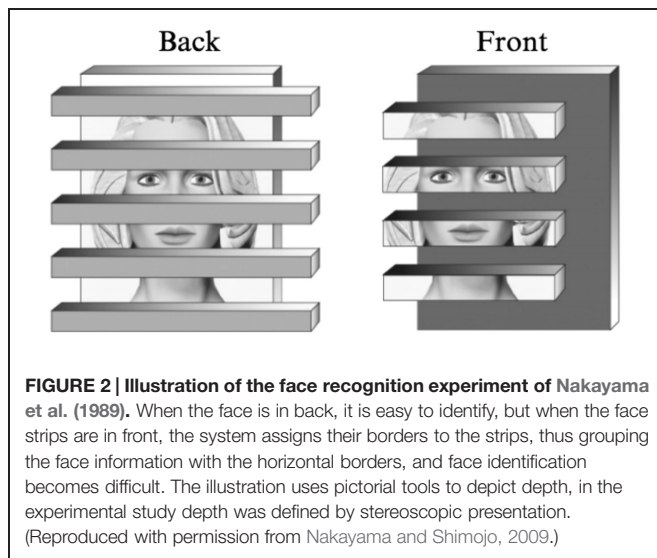 Back Front
FIGURE 2 | Illustration of the face recognition experiment of Nakayama
et al. (1989). When the face is in back, it is easy to identify, but when the face
strips are in front, the system assigns their borders to the strips, thus grouping
the face information with the horizontal borders, and face identification
becomes difficult. The illustration uses pictorial tools to depict depth, in the
experimental study depth was defined by stereoscopic presentation.
(Reproduced with permission from Nakayama and Shimojo, 2009.)